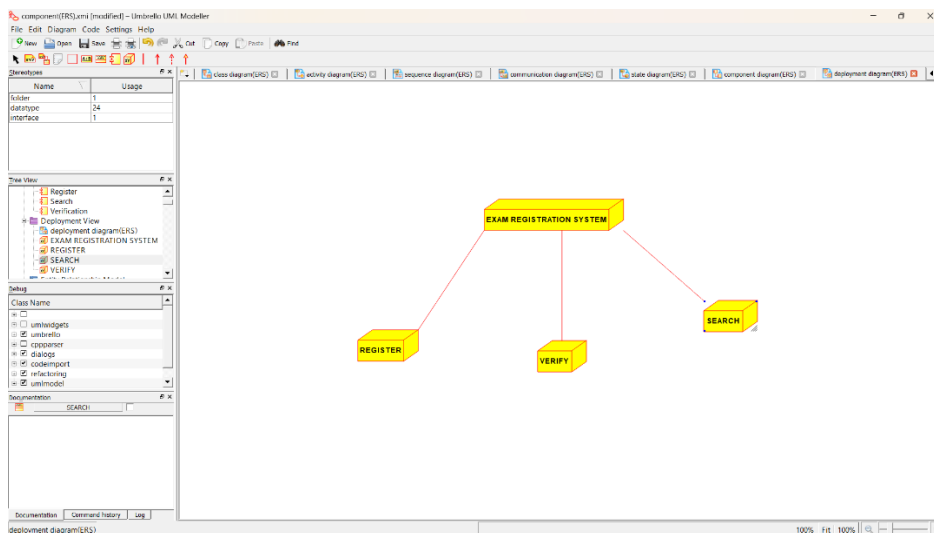 component(ERS).xmi [modified] – Umbrello UML Modeller
File Edit Diagram Code Settings Help
New Open Save Cut Copy Paste Find
Stereotypes
Name Usage
folder 1
datatype 24
interface 1
class diagram(ERS) activity diagram(ERS) sequence diagram(ERS) communication diagram(ERS) state diagram(ERS) component diagram(ERS) deployment diagram(ERS)
Tree View
Register
Search
Verification
Deployment View
deployment diagram(ERS)
EXAM REGISTRATION SYSTEM
REGISTER
SEARCH
VERIFY
Debug
Class Name
umlwidgets
umbrello
cppparser
dialogs
codeimport
refactoring
umlmodel
Documentation
SEARCH
EXAM REGISTRATION SYSTEM
REGISTER
VERIFY
SEARCH
Documentation Command history Log
deployment diagram(ERS)
100% Fit 100%